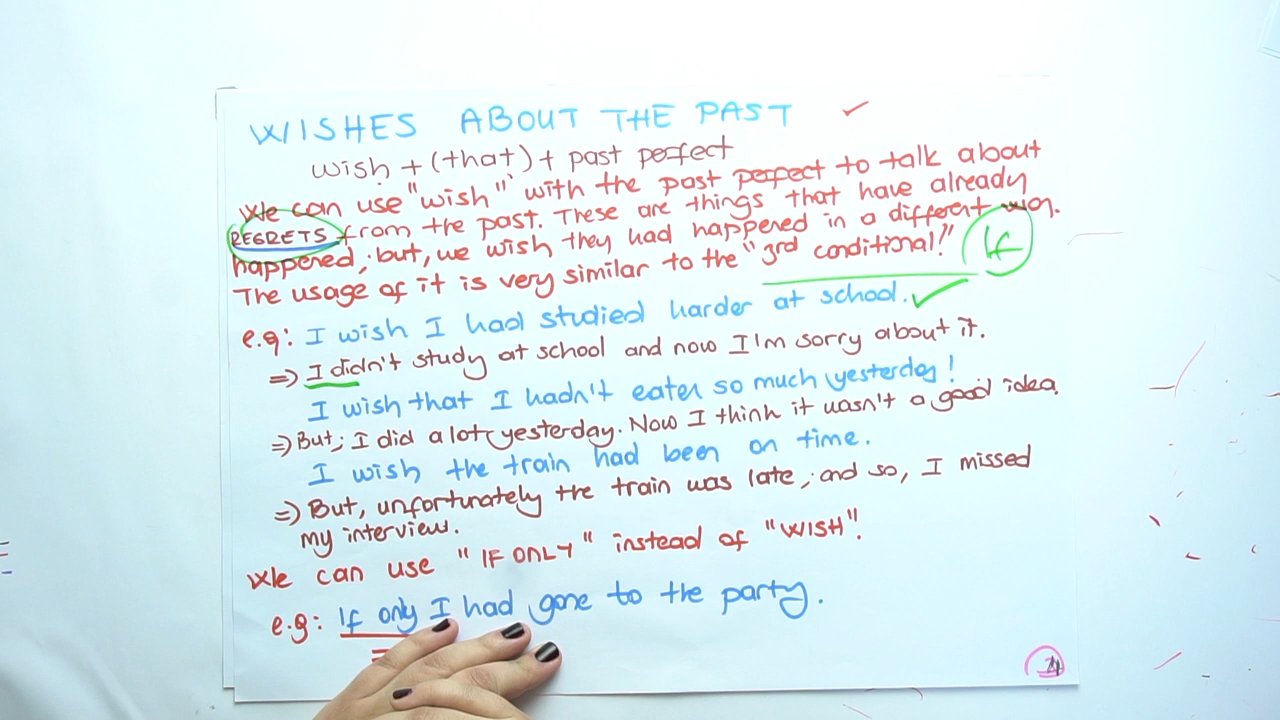 WISHES ABOUT THE PAST
wish + (that) + past perfect
We can use "wish" with the past perfect to talk about
REGRETS from the past. These are things that have already
happened, but, we wish they had happened in a different way.
The usage of it is very similar to the "3rd conditional!" If
e.g: I wish I had studied harder at school.
=> I didn't study at school and now I'm sorry about it.
I wish that I hadn't eaten so much yesterday!
=> But; I did a lot yesterday. Now I think it wasn't a good idea.
I wish the train had been on time.
=> But, unfortunately the train was late, and so, I missed
my interview.
We can use "IF ONLY" instead of "WISH".
e.g: If only I had gone to the party.